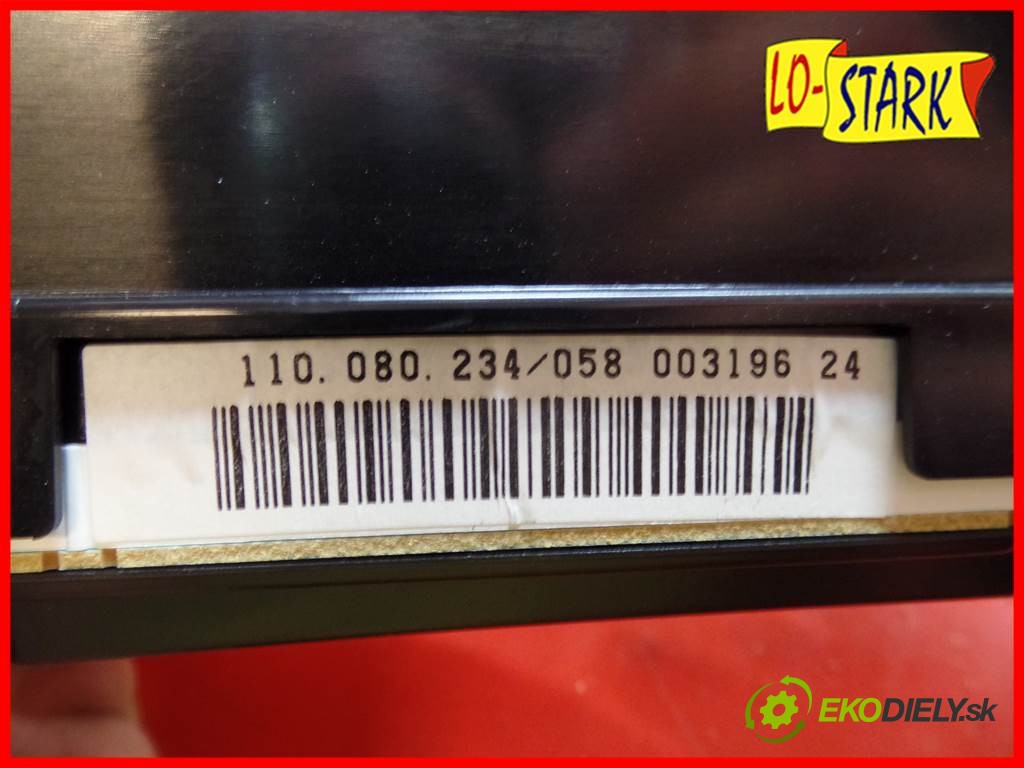 LO-STARK
110.080.234/058 003196 24
EKODIELY.sk